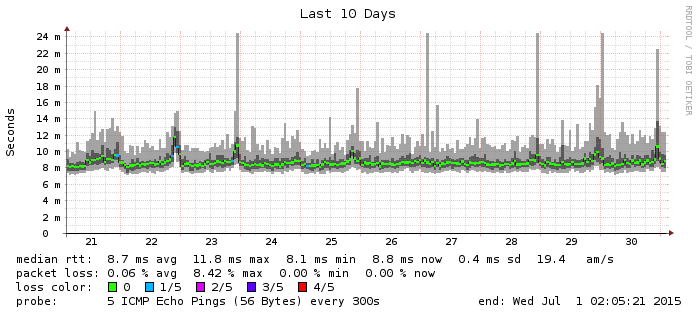 Last 10 Days
RRDTOOL / TOBI OETIKER
Seconds
24 m
22 m
20 m
18 m
16 m
14 m
12 m
10 m
8 m
6 m
4 m
2 m
0
21 22 23 24 25 26 27 28 29 30
median rtt: 8.7 ms avg 11.8 ms max 8.1 ms min 8.8 ms now 0.4 ms sd 19.4 am/s
packet loss: 0.06 % avg 8.42 % max 0.00 % min 0.00 % now
loss color: 0 1/5 2/5 3/5 4/5
probe: 5 ICMP Echo Pings (56 Bytes) every 300s end: Wed Jul 1 02:05:21 2015